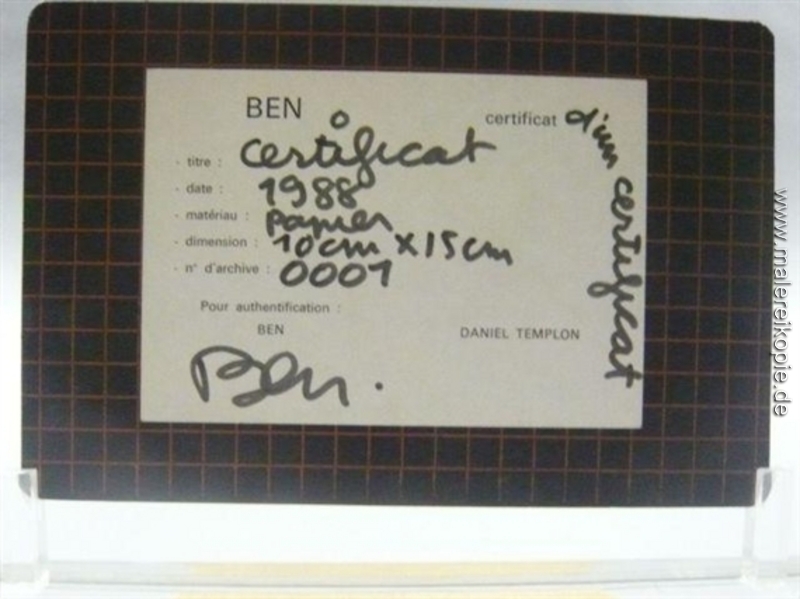 BEN
certificat d'un certificat
- titre : certificat
- date : 1988
- matériau : papier
- dimension : 10cm x 15cm
- n° d'archive : 0001
Pour authentification :
BEN
DANIEL TEMPLON
Ben.
www.malereikopie.de